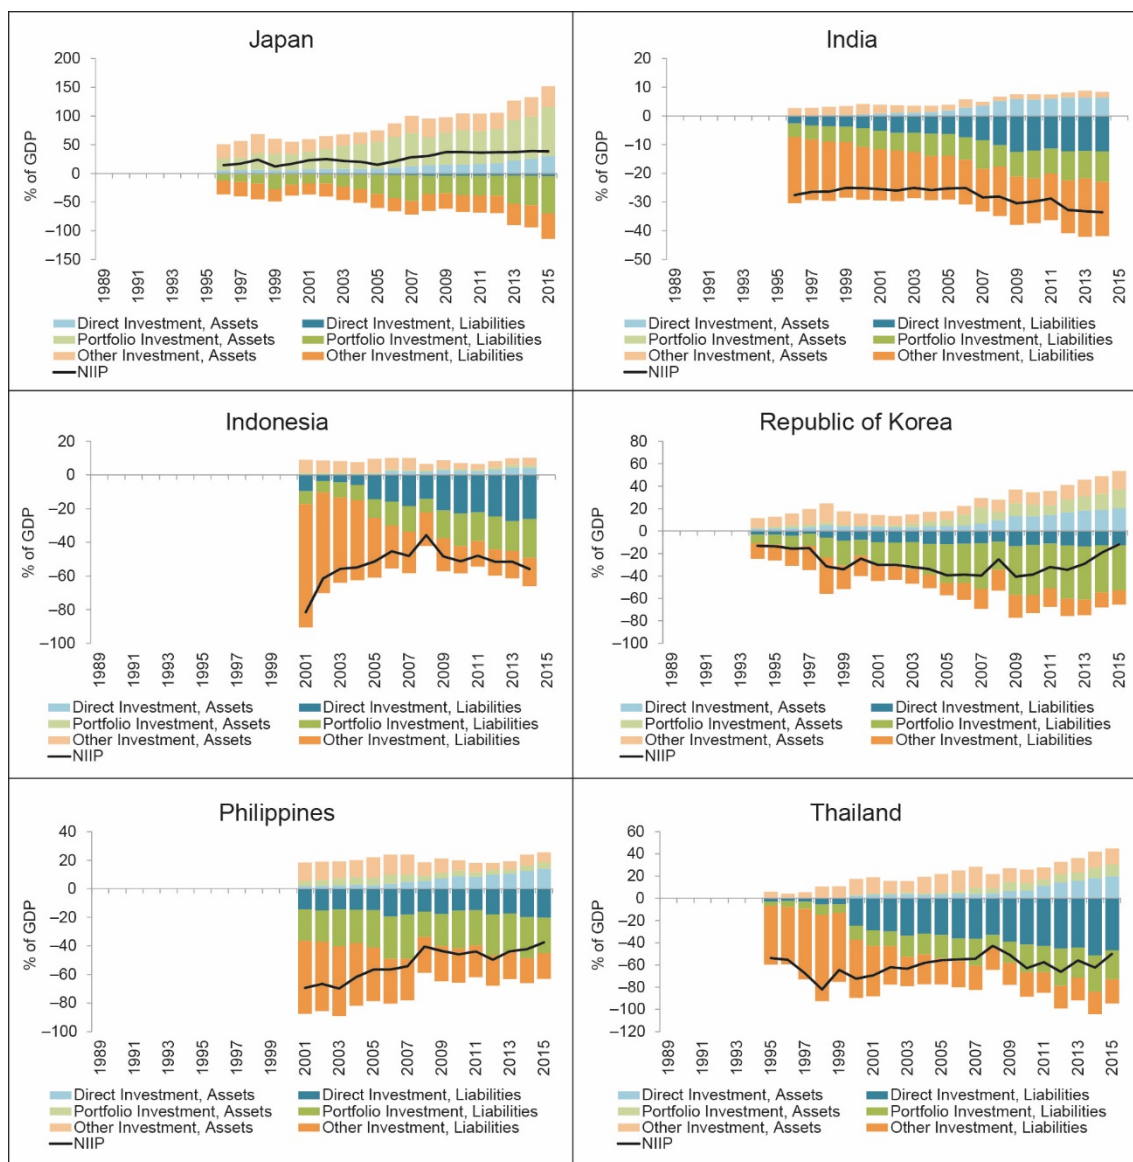 Japan
% of GDP
200
150
100
50
0
−50
−100
−150
1989
1991
1993
1995
1997
1999
2001
2003
2005
2007
2009
2011
2013
2015
Direct Investment, Assets
Direct Investment, Liabilities
Portfolio Investment, Assets
Portfolio Investment, Liabilities
Other Investment, Assets
Other Investment, Liabilities
NIIP
India
% of GDP
20
10
0
−10
−20
−30
−40
−50
1989
1991
1993
1995
1997
1999
2001
2003
2005
2007
2009
2011
2013
2015
Direct Investment, Assets
Direct Investment, Liabilities
Portfolio Investment, Assets
Portfolio Investment, Liabilities
Other Investment, Assets
Other Investment, Liabilities
NIIP
Indonesia
% of GDP
20
0
−20
−40
−60
−80
−100
1989
1991
1993
1995
1997
1999
2001
2003
2005
2007
2009
2011
2013
2015
Direct Investment, Assets
Direct Investment, Liabilities
Portfolio Investment, Assets
Portfolio Investment, Liabilities
Other Investment, Assets
Other Investment, Liabilities
NIIP
Republic of Korea
% of GDP
80
60
40
20
0
−20
−40
−60
−80
−100
1989
1991
1993
1995
1997
1999
2001
2003
2005
2007
2009
2011
2013
2015
Direct Investment, Assets
Direct Investment, Liabilities
Portfolio Investment, Assets
Portfolio Investment, Liabilities
Other Investment, Assets
Other Investment, Liabilities
NIIP
Philippines
% of GDP
40
20
0
−20
−40
−60
−80
−100
1989
1991
1993
1995
1997
1999
2001
2003
2005
2007
2009
2011
2013
2015
Direct Investment, Assets
Direct Investment, Liabilities
Portfolio Investment, Assets
Portfolio Investment, Liabilities
Other Investment, Assets
Other Investment, Liabilities
NIIP
Thailand
% of GDP
60
40
20
0
−20
−40
−60
−80
−100
−120
1989
1991
1993
1995
1997
1999
2001
2003
2005
2007
2009
2011
2013
2015
Direct Investment, Assets
Direct Investment, Liabilities
Portfolio Investment, Assets
Portfolio Investment, Liabilities
Other Investment, Assets
Other Investment, Liabilities
NIIP